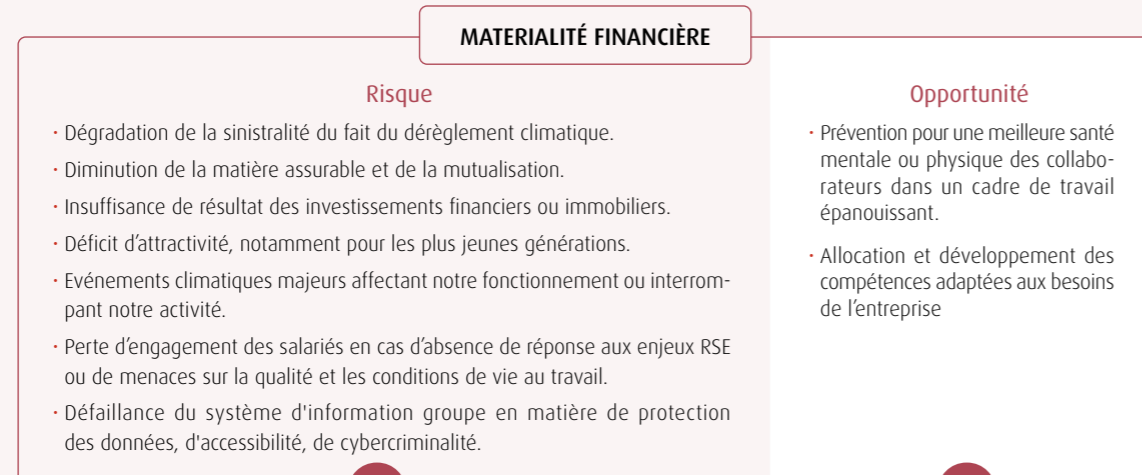 MATERIALITÉ FINANCIÈRE
Risque
· Dégradation de la sinistralité du fait du dérèglement climatique.
· Diminution de la matière assurable et de la mutualisation.
· Insuffisance de résultat des investissements financiers ou immobiliers.
· Déficit d’attractivité, notamment pour les plus jeunes générations.
· Evénements climatiques majeurs affectant notre fonctionnement ou interrom-
pant notre activité.
· Perte d’engagement des salariés en cas d’absence de réponse aux enjeux RSE
ou de menaces sur la qualité et les conditions de vie au travail.
· Défaillance du système d'information groupe en matière de protection
des données, d'accessibilité, de cybercriminalité.
Opportunité
· Prévention pour une meilleure santé
mentale ou physique des collabo-
rateurs dans un cadre de travail
épanouissant.
· Allocation et développement des
compétences adaptées aux besoins
de l’entreprise